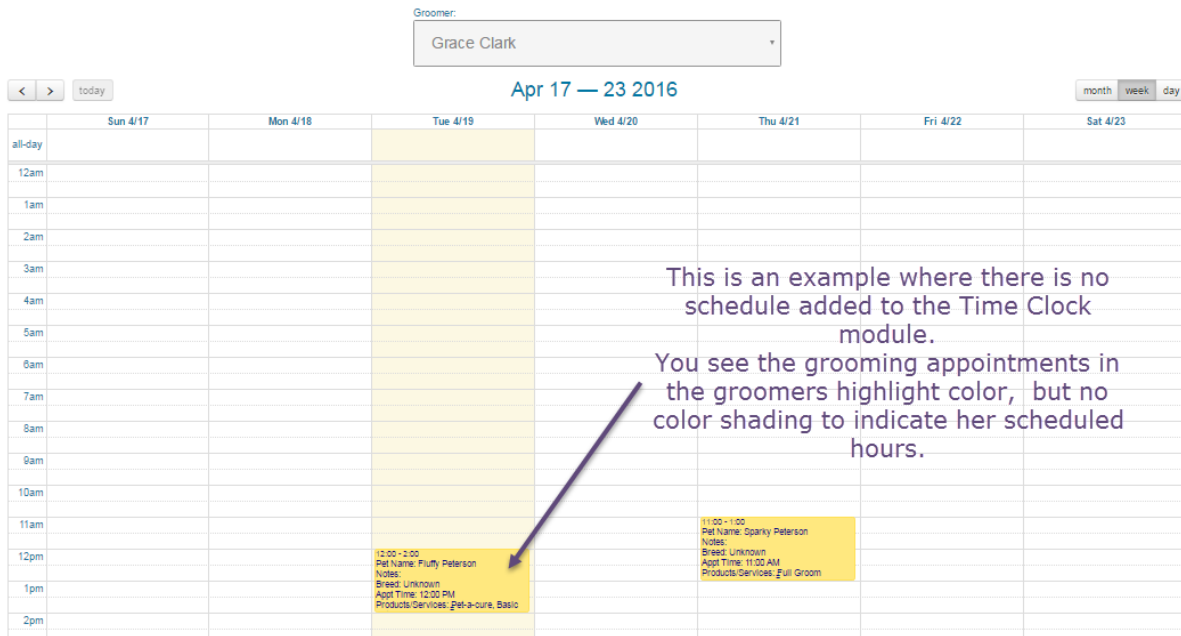 Groomer:
Grace Clark
< > today
Apr 17 — 23 2016
month week day
Sun 4/17 Mon 4/18 Tue 4/19 Wed 4/20 Thu 4/21 Fri 4/22 Sat 4/23
all-day
12am
1am
2am
3am
4am
5am
6am
7am
8am
9am
10am
11am
12pm
1pm
2pm
This is an example where there is no
schedule added to the Time Clock
module.
You see the grooming appointments in
the groomers highlight color, but no
color shading to indicate her scheduled
hours.
12:00 - 2:00
Pet Name: Fluffy Peterson
Notes:
Breed: Unknown
Appt Time: 12:00 PM
Products/Services: Pet-a-cure, Basic
11:00 - 1:00
Pet Name: Sparky Peterson
Notes:
Breed: Unknown
Appt Time: 11:00 AM
Products/Services: Full Groom